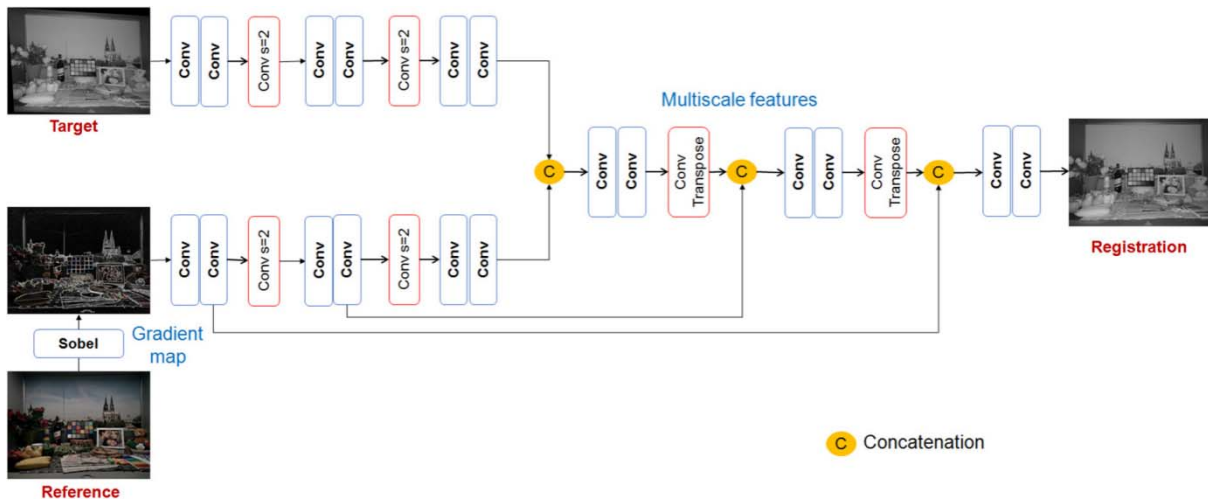 Conv
Conv
Conv s=2
Conv
Conv
Conv s=2
Conv
Conv
Target
Multiscale features
C
Conv
Conv
Conv
Transpose
C
Conv
Conv
Conv
Transpose
C
Conv
Conv
Registration
Conv
Conv
Conv s=2
Conv
Conv
Conv s=2
Conv
Conv
Sobel
Gradient
map
Reference
C Concatenation